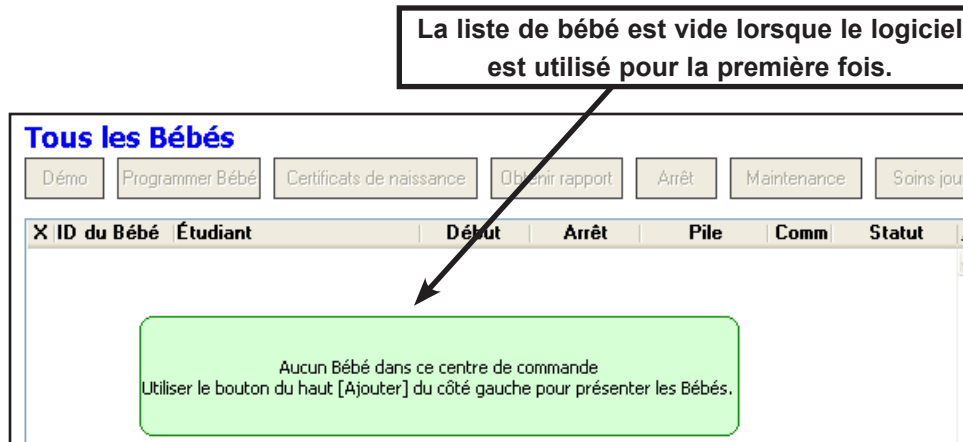 La liste de bébé est vide lorsque le logiciel
est utilisé pour la première fois.
Tous les Bébés
Démo Programmer Bébé Certificats de naissance Obtenir rapport Arrêt Maintenance Soins jou
X ID du Bébé Étudiant Début Arrêt Pile Comm Statut
Aucun Bébé dans ce centre de commande
Utiliser le bouton du haut [Ajouter] du côté gauche pour présenter les Bébés.